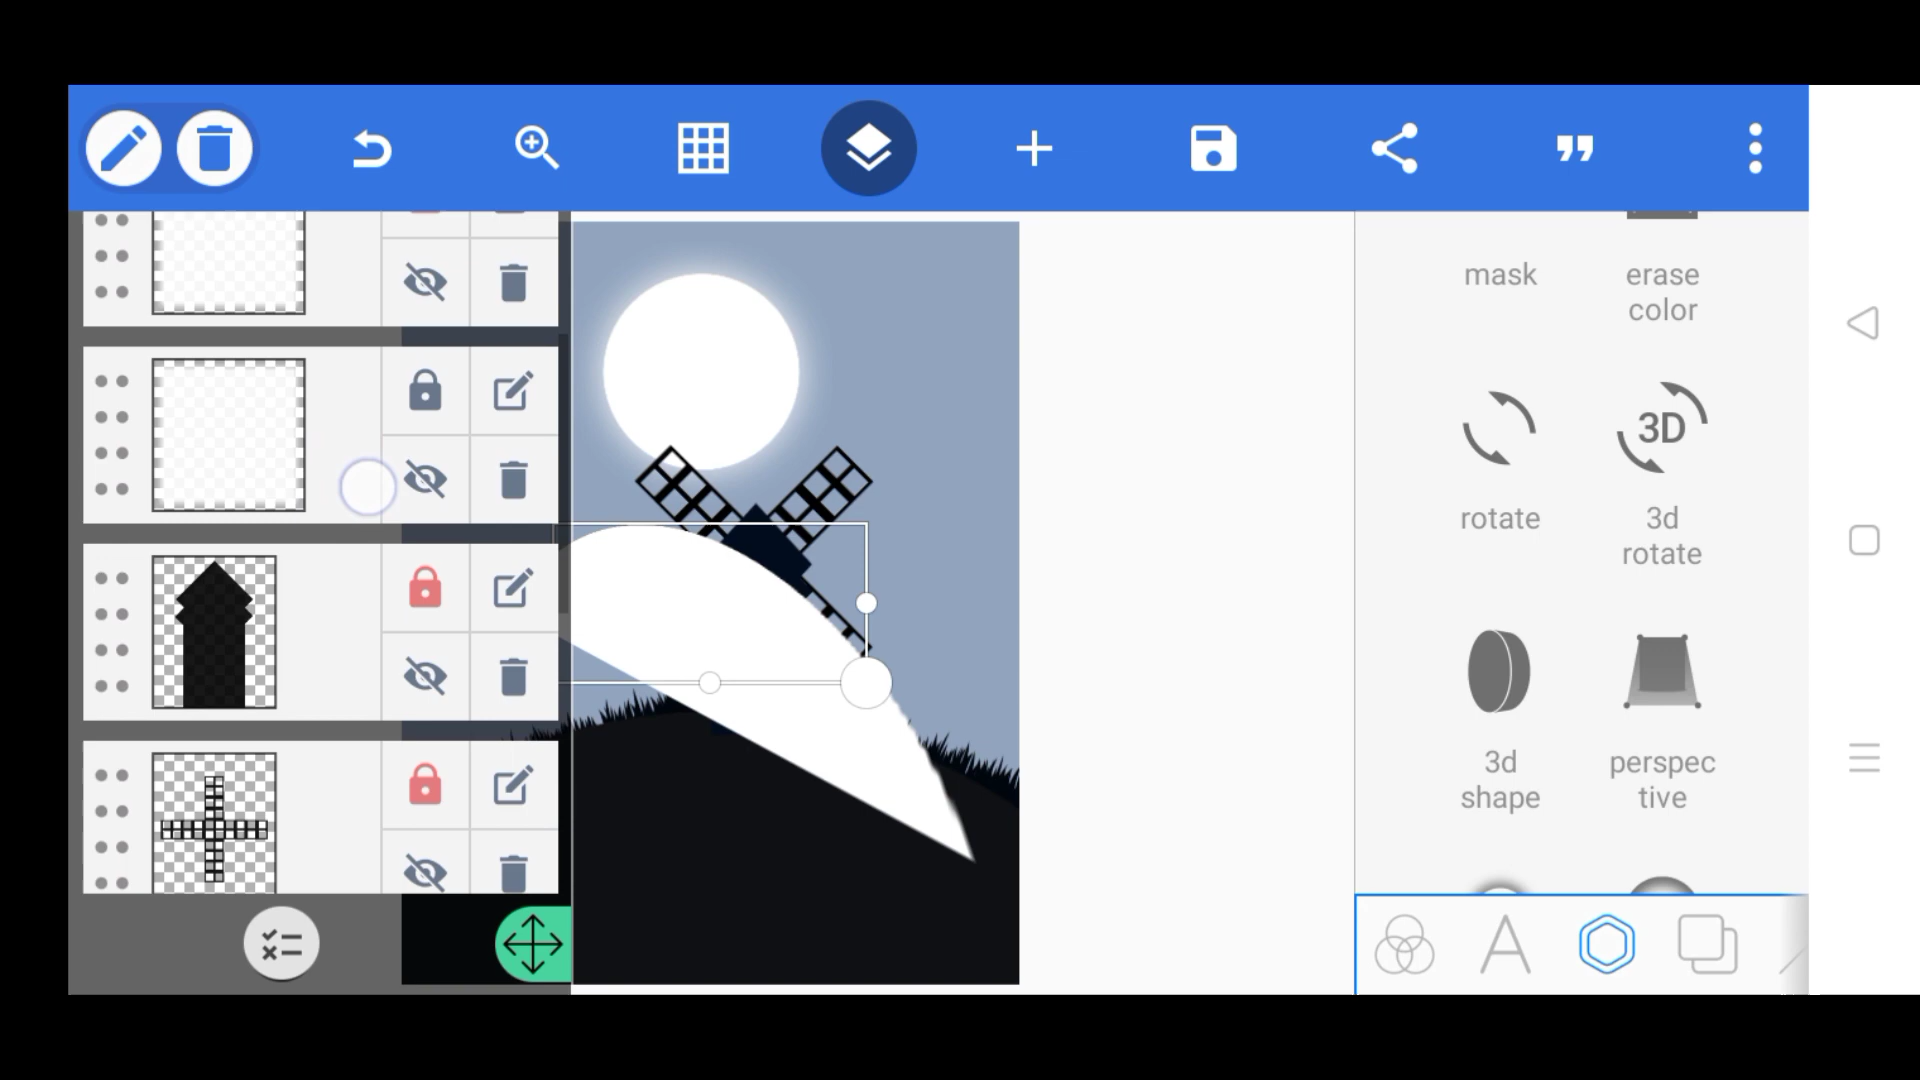 mask
erase
color
rotate
3D
3d
rotate
3d
shape
perspec
tive
A